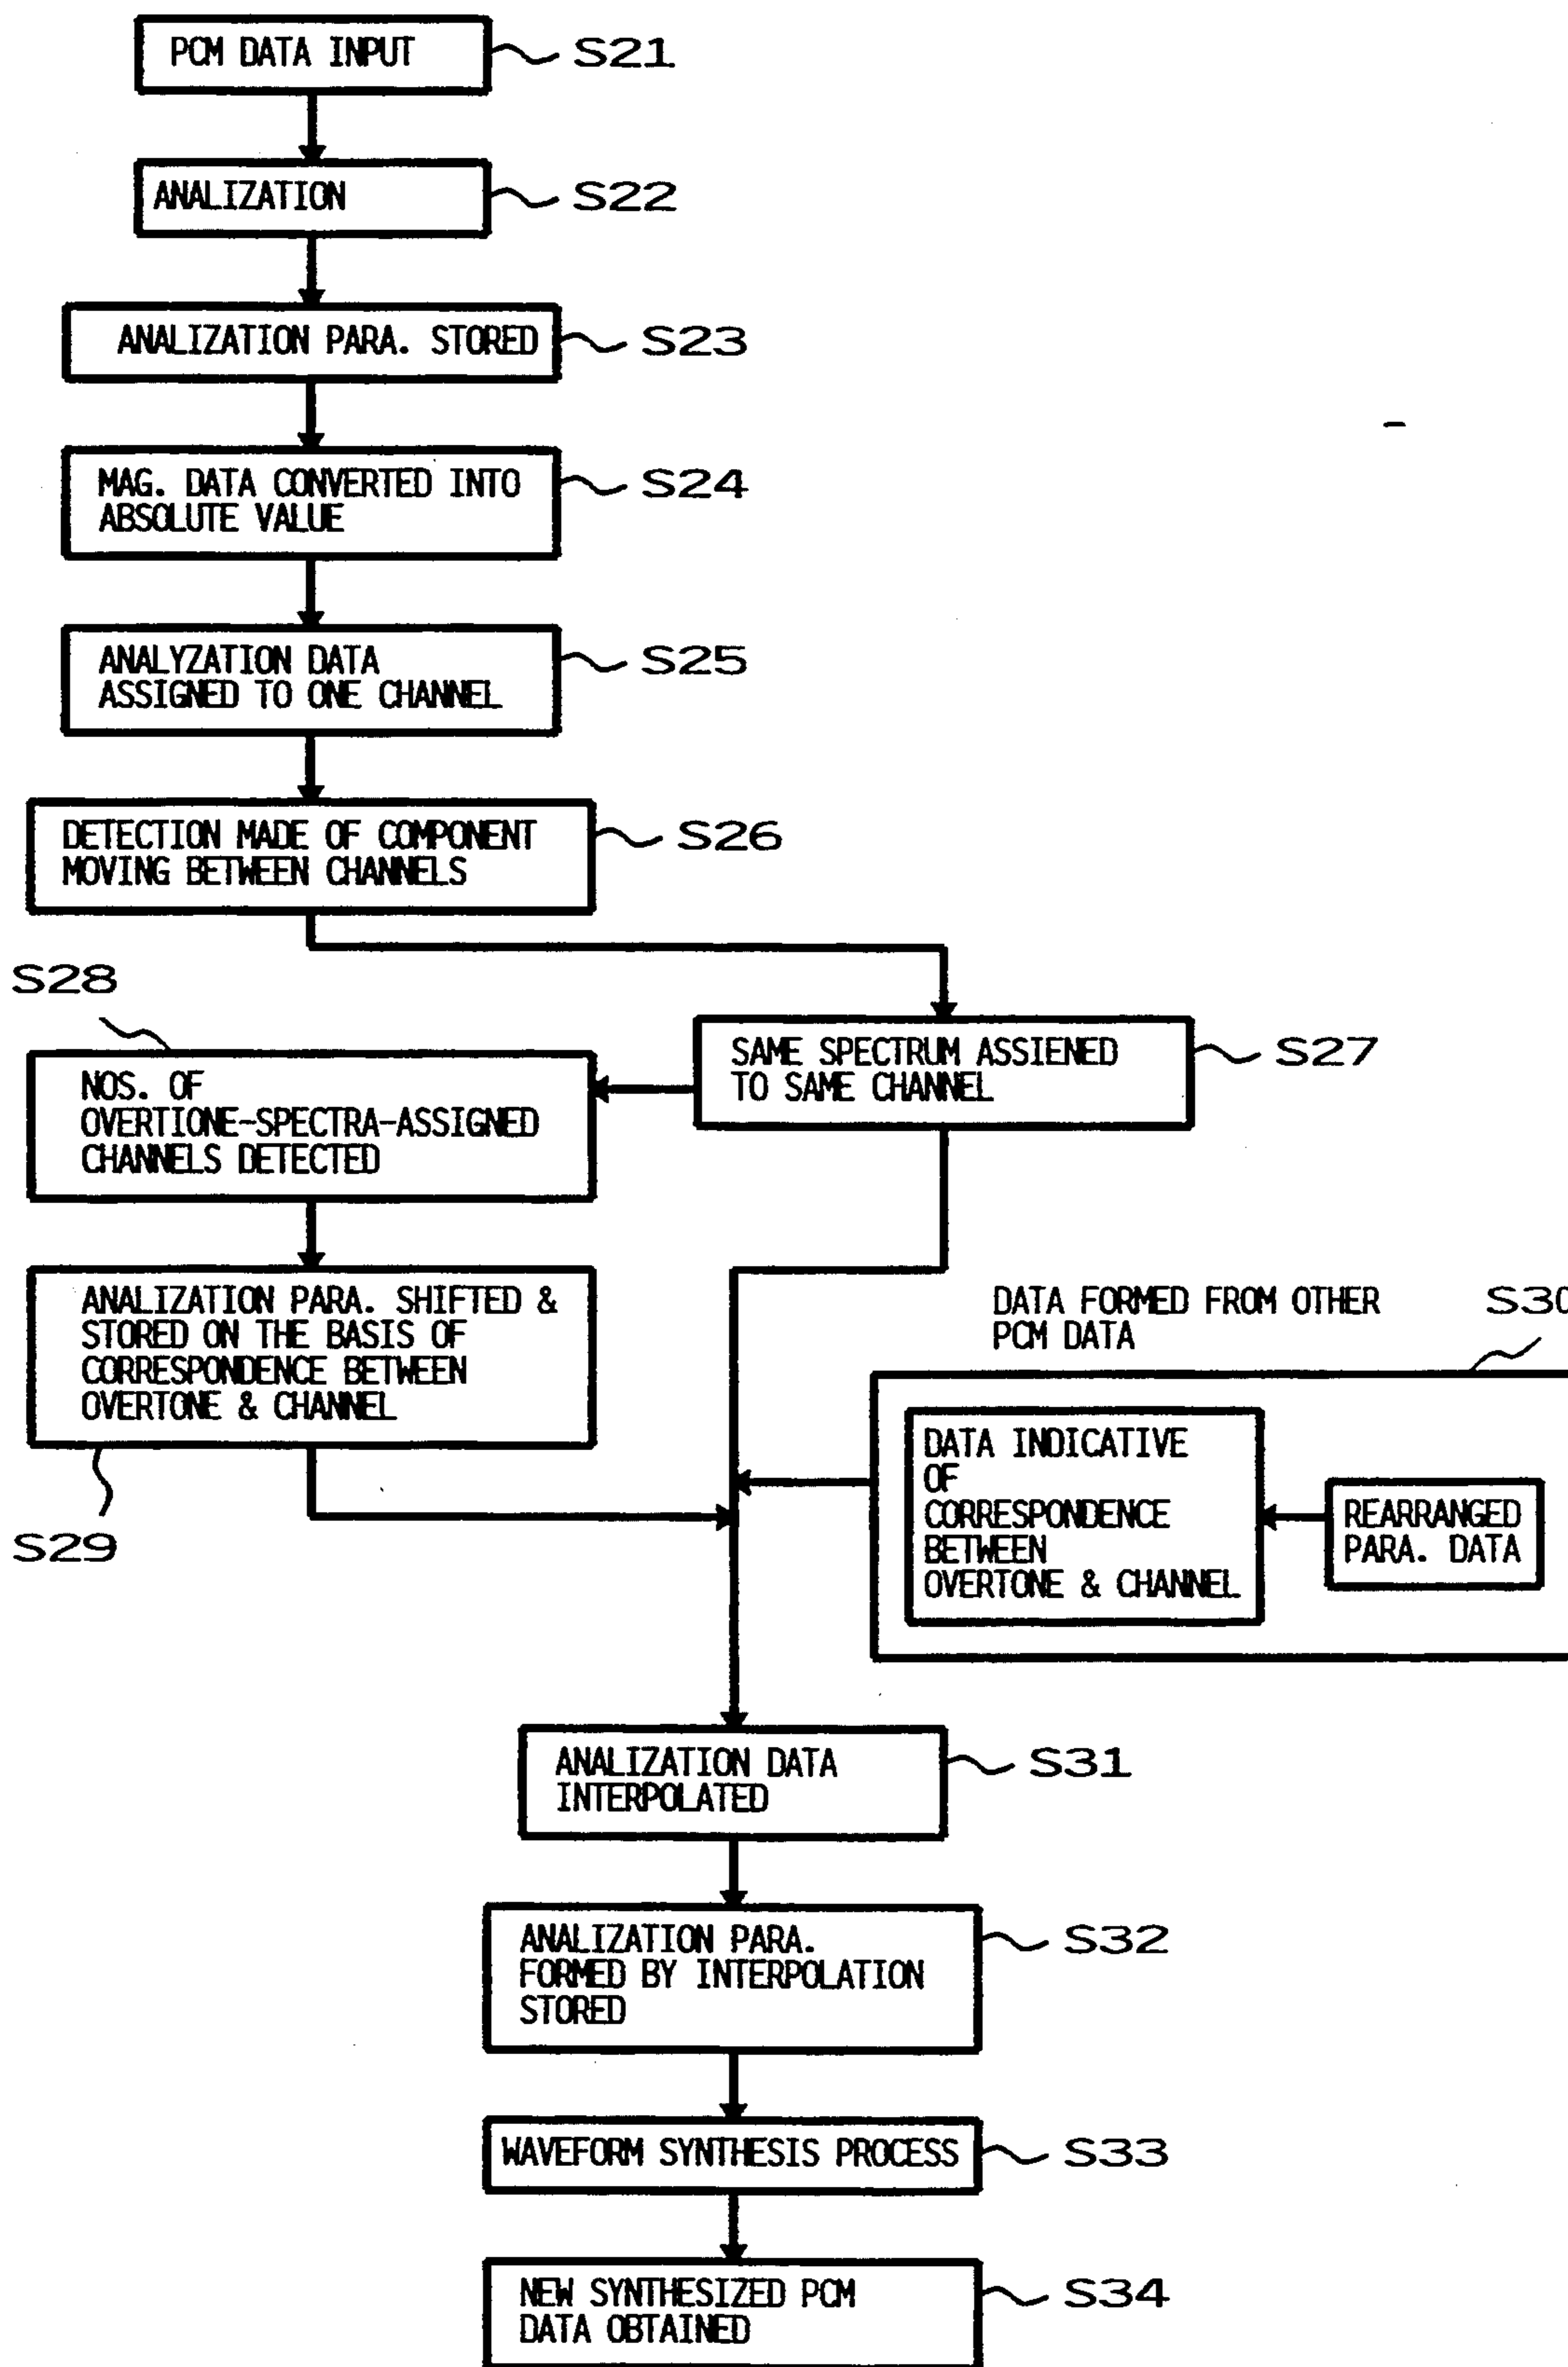 PCM DATA INPUT
S21
ANALIZATION
S22
ANALIZATION PARA. STORED
S23
MAG. DATA CONVERTED INTO
ABSOLUTE VALUE
S24
ANALYZATION DATA
ASSIGNED TO ONE CHANNEL
S25
DETECTION MADE OF COMPONENT
MOVING BETWEEN CHANNELS
S26
SAME SPECTRUM ASSIENED
TO SAME CHANNEL
S27
S28
NOS. OF
OVERTIONE-SPECTRA-ASSIGNED
CHANNELS DETECTED
ANALIZATION PARA. SHIFTED &
STORED ON THE BASIS OF
CORRESPONDENCE BETWEEN
OVERTONE & CHANNEL
S29
DATA FORMED FROM OTHER
PCM DATA
S30
DATA INDICATIVE
OF
CORRESPONDENCE
BETWEEN
OVERTONE & CHANNEL
REARRANGED
PARA. DATA
ANALIZATION DATA
INTERPOLATED
S31
ANALIZATION PARA.
FORMED BY INTERPOLATION
STORED
S32
WAVEFORM SYNTHESIS PROCESS
S33
NEW SYNTHESIZED PCM
DATA OBTAINED
S34